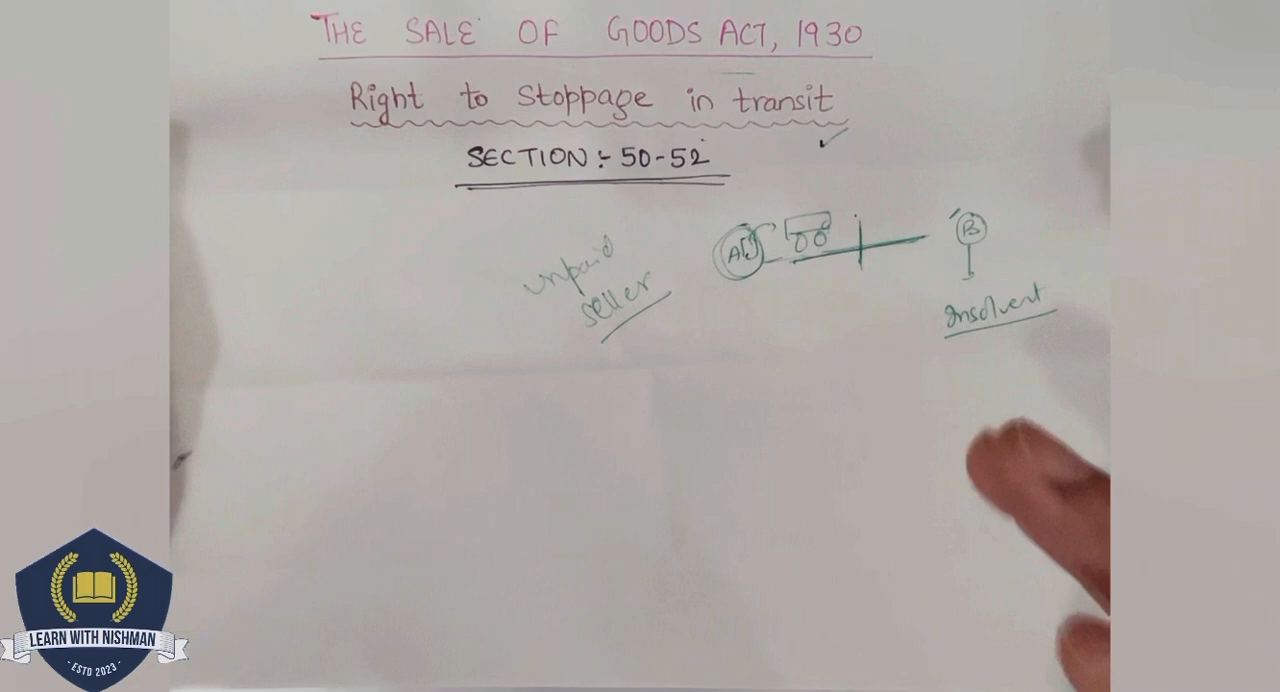 THE SALE OF GOODS ACT, 1930
Right to Stoppage in transit
SECTION :- 50-52
unpaid
seller
A
B
Insolvent
LEARN WITH NISHMAN
· ESTD 2023 ·